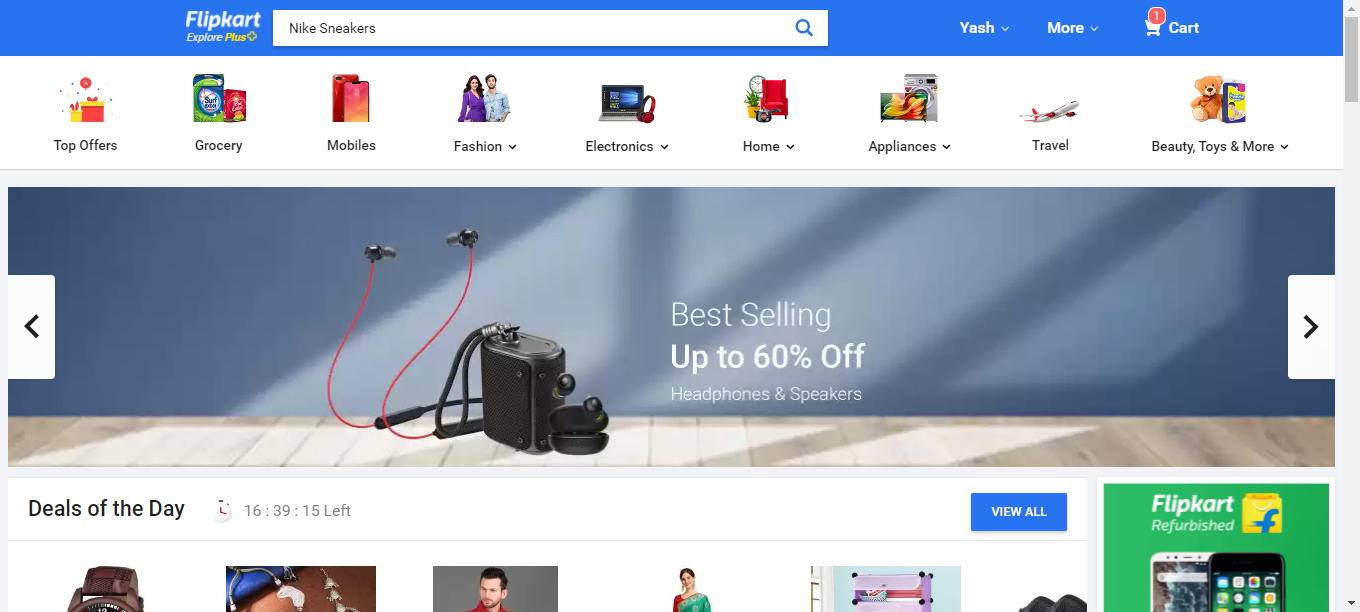 Flipkart
Explore Plus
Nike Sneakers
Yash
More
1
Cart
Top Offers
Grocery
Mobiles
Fashion
Electronics
Home
Appliances
Travel
Beauty, Toys & More
Best Selling
Up to 60% Off
Headphones & Speakers
Deals of the Day
16 : 39 : 15 Left
VIEW ALL
Flipkart
Refurbished